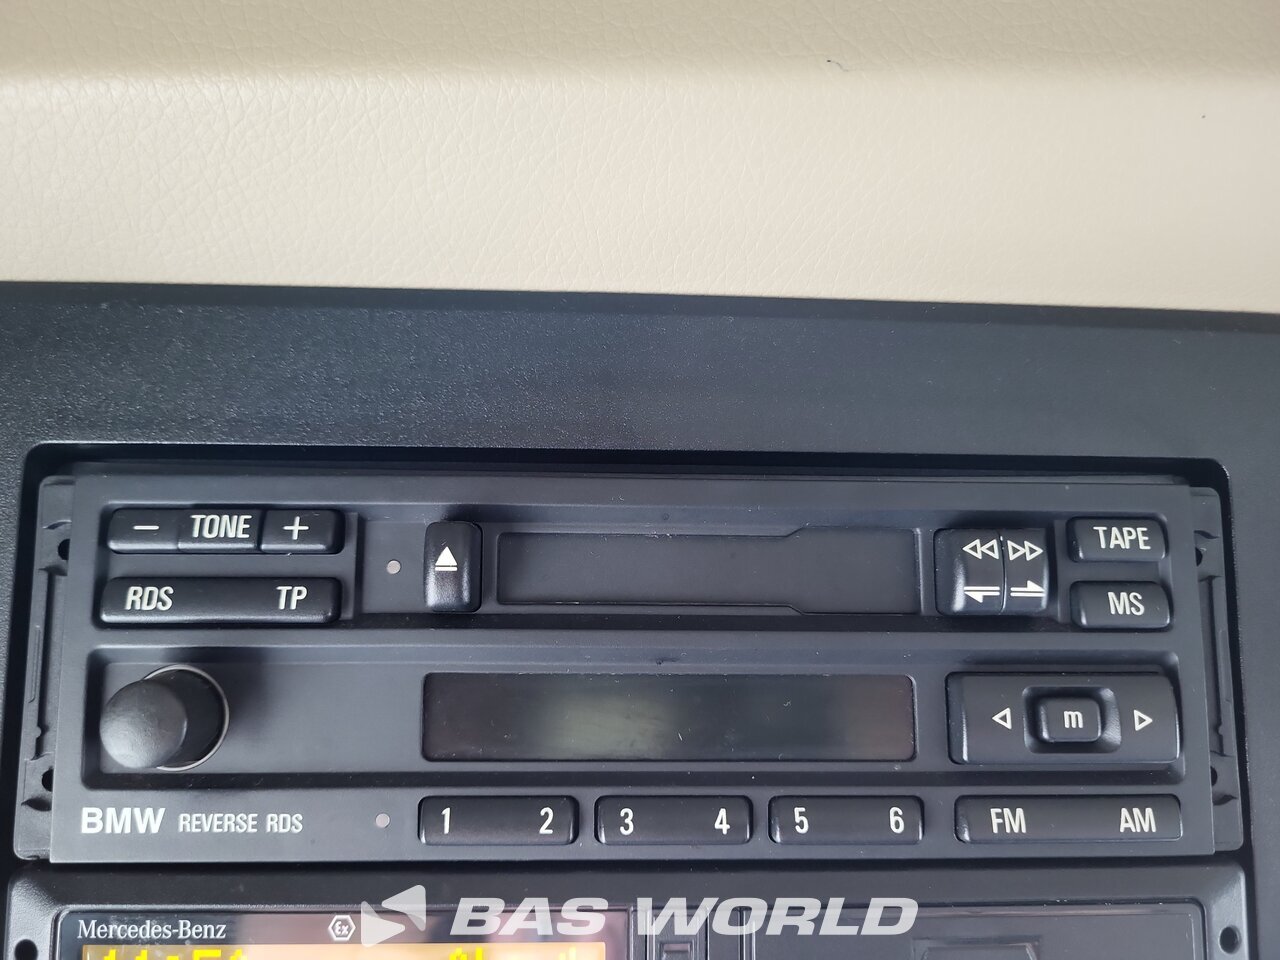 − TONE +
RDS TP
TAPE
MS
m
BMW REVERSE RDS
1 2 3 4 5 6 FM AM
Mercedes-Benz Ex
BAS WORLD